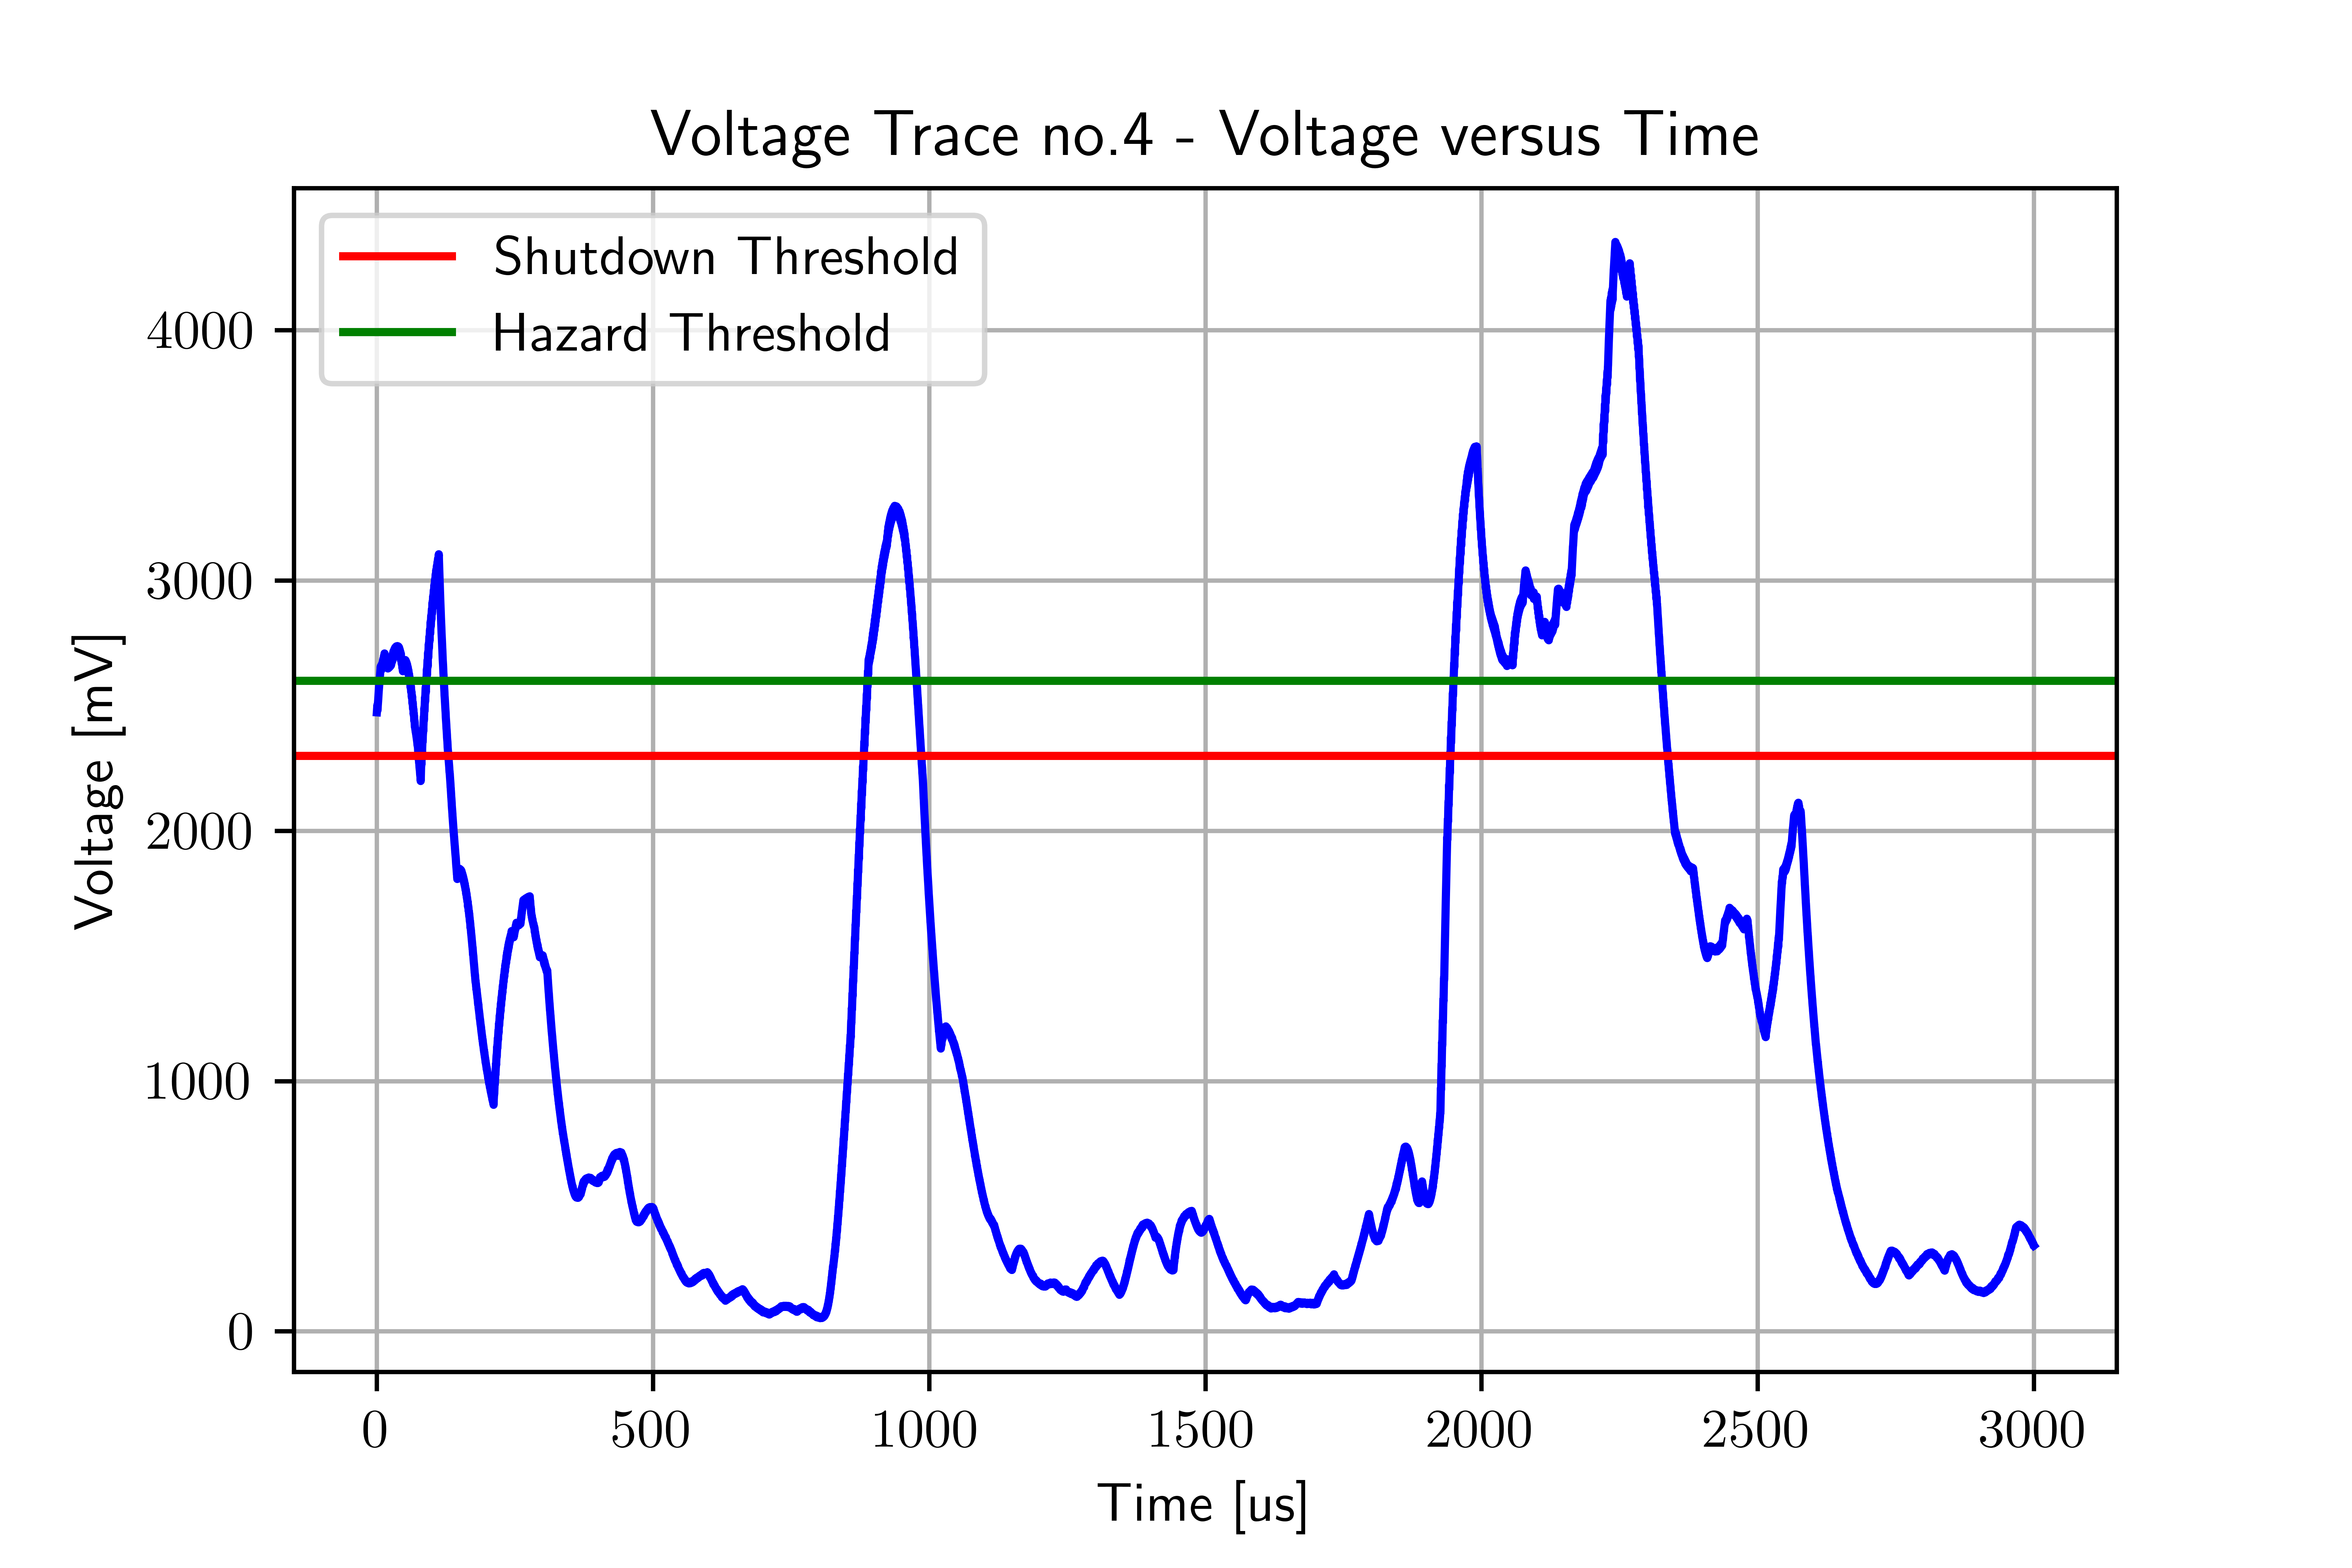 Voltage Trace no.4 - Voltage versus Time
Shutdown Threshold
Hazard Threshold
4000
3000
2000
1000
0
Voltage [mV]
0 500 1000 1500 2000 2500 3000
Time [us]